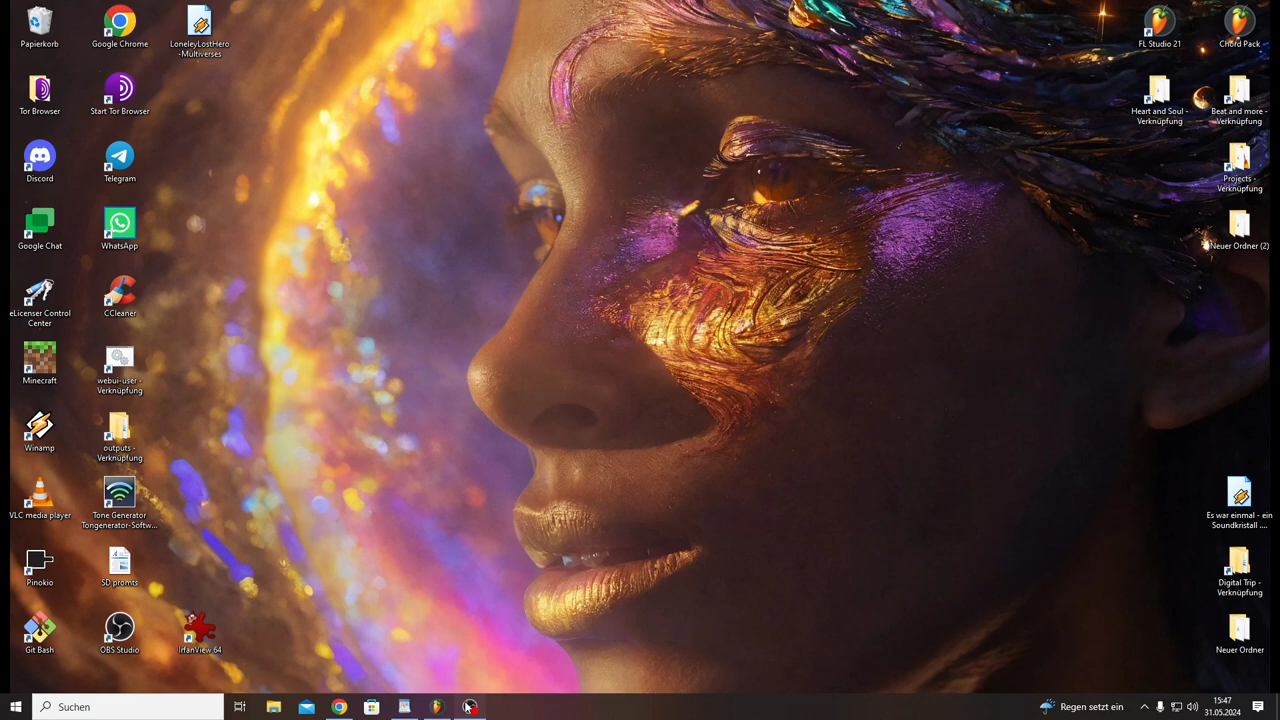 Papierkorb
Google Chrome
LoneleyLostHero
-Multiverses
FL Studio 21
Chord Pack
Tor Browser
Start Tor Browser
Heart and Soul -
Verknüpfung
Beat and more -
Verknüpfung
Discord
Telegram
Projects -
Verknüpfung
Google Chat
WhatsApp
Neuer Ordner (2)
eLicenser Control
Center
CCleaner
Minecraft
webui-user -
Verknüpfung
Winamp
outputs -
Verknüpfung
VLC media player
Tone Generator
Tongenerator-Softw...
Es war einmal - ein
Soundkristall ....
Pinokio
SD promts
Digital Trip -
Verknüpfung
Git Bash
OBS Studio
IrfanView 64
Neuer Ordner
Suchen
Regen setzt ein
15:47
31.05.2024